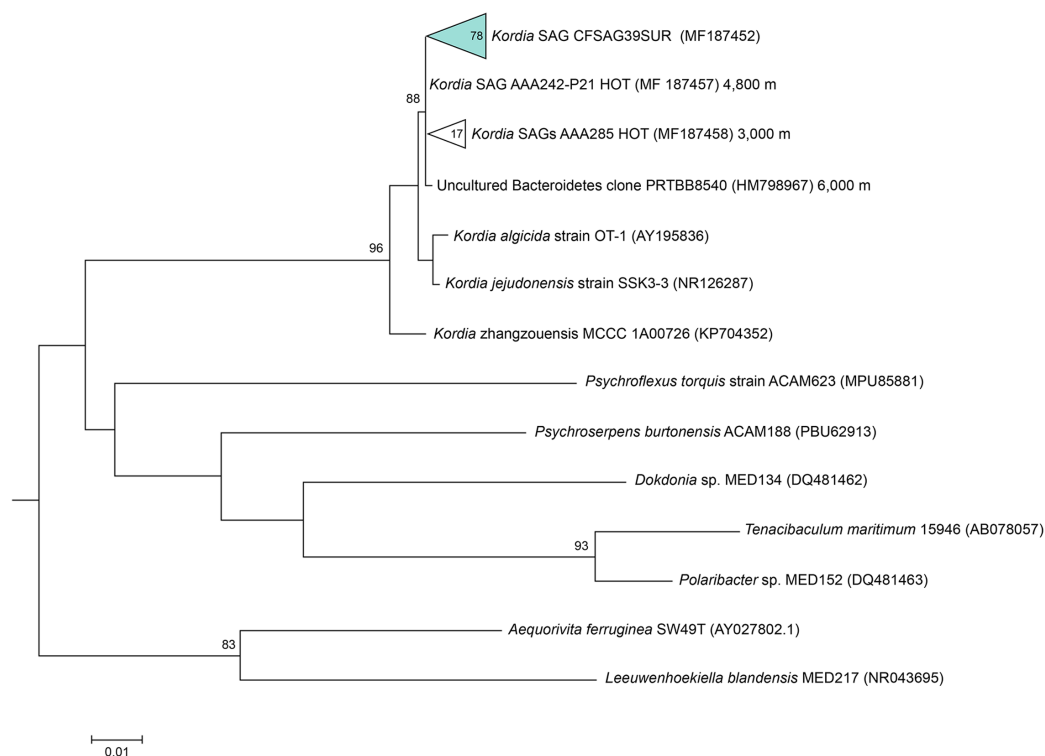 78 Kordia SAG CFSAG39SUR (MF187452)
Kordia SAG AAA242-P21 HOT (MF 187457) 4,800 m
88
17 Kordia SAGs AAA285 HOT (MF187458) 3,000 m
Uncultured Bacteroidetes clone PRTBB8540 (HM798967) 6,000 m
Kordia algicida strain OT-1 (AY195836)
96
Kordia jejudonensis strain SSK3-3 (NR126287)
Kordia zhangzouensis MCCC 1A00726 (KP704352)
Psychroflexus torquis strain ACAM623 (MPU85881)
Psychroserpens burtonensis ACAM188 (PBU62913)
Dokdonia sp. MED134 (DQ481462)
Tenacibaculum maritimum 15946 (AB078057)
93
Polaribacter sp. MED152 (DQ481463)
Aequorivita ferruginea SW49T (AY027802.1)
83
Leeuwenhoekiella blandensis MED217 (NR043695)
0.01